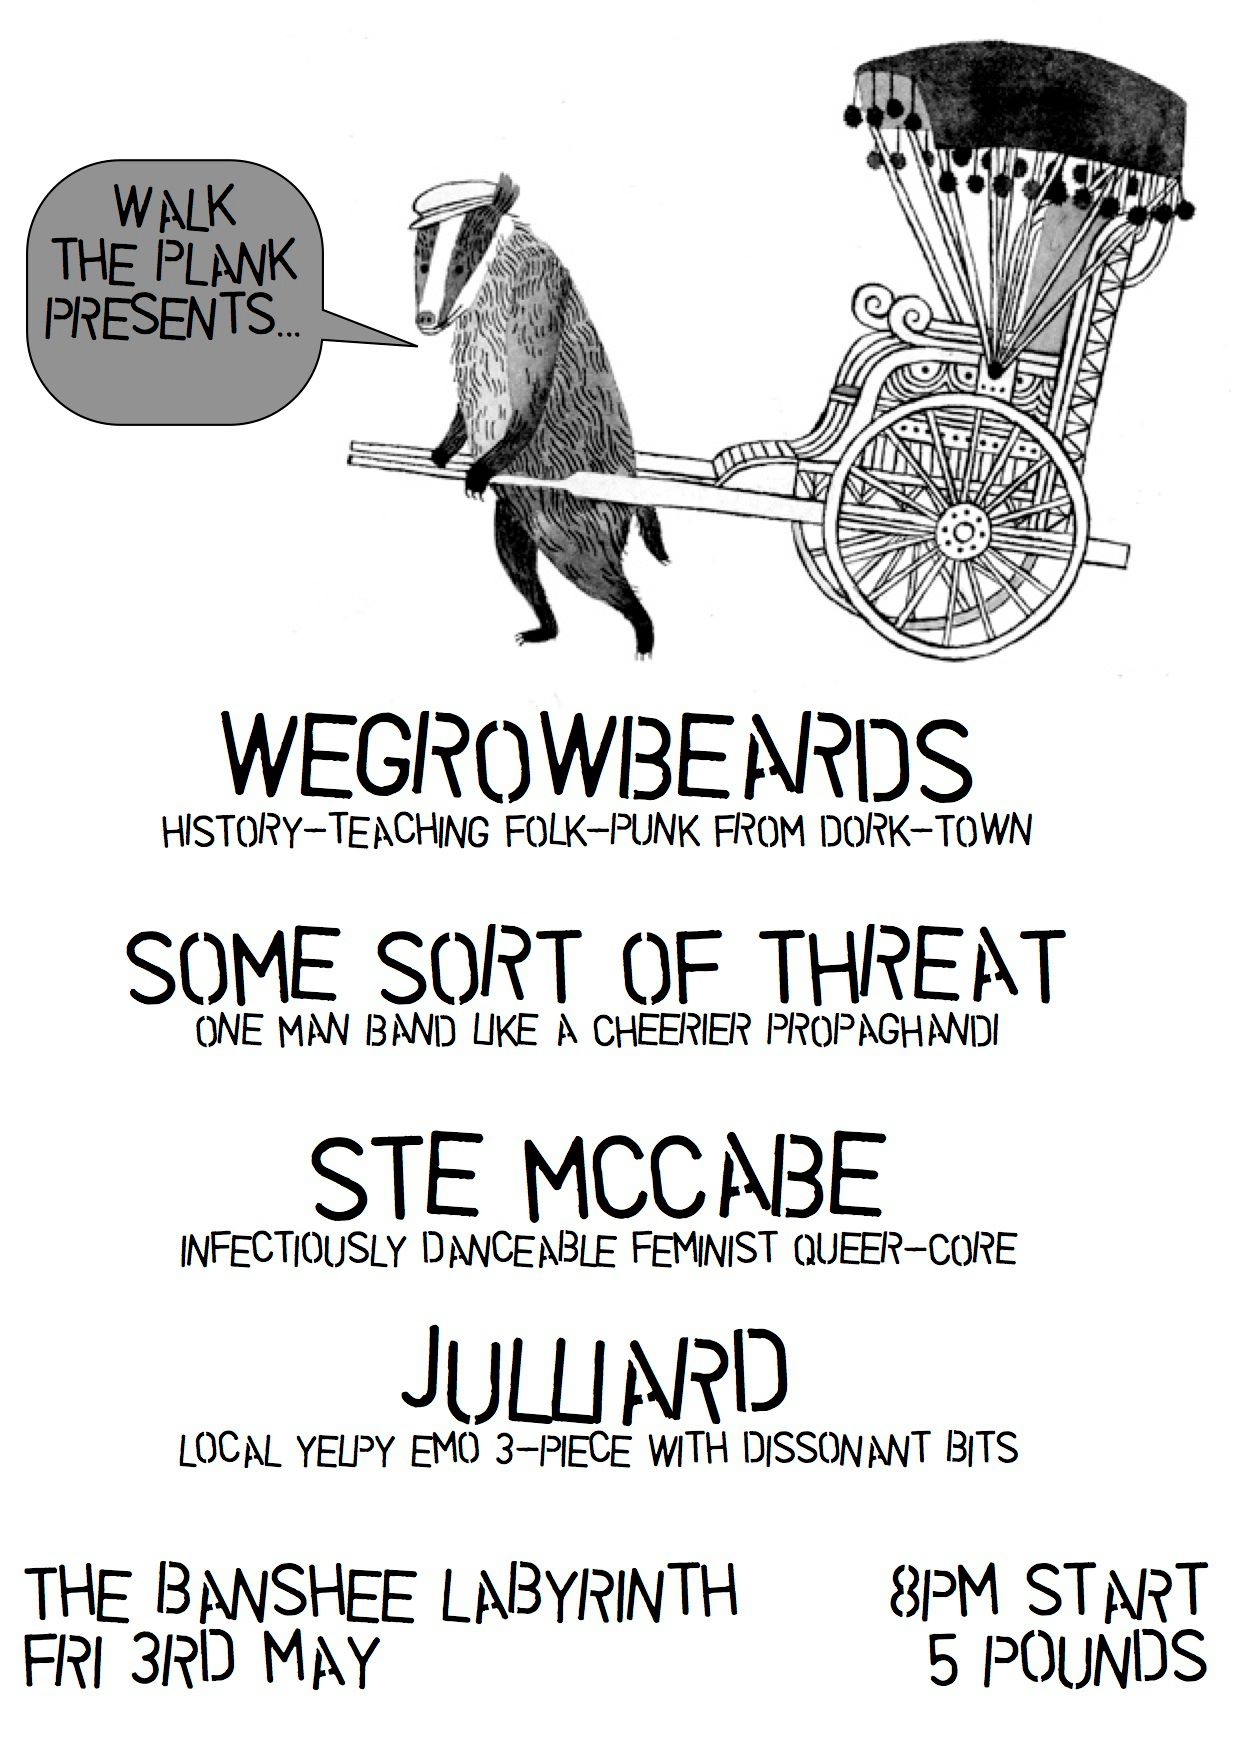 WALK
THE PLANK
PRESENTS...
WEGROWBEARDS
HISTORY-TEACHING FOLK-PUNK FROM DORK-TOWN
SOME SORT OF THREAT
ONE MAN BAND LIKE A CHEERIER PROPAGHANDI
STE MCCABE
INFECTIOUSLY DANCEABLE FEMINIST QUEER-CORE
JULLIARD
LOCAL YELPY EMO 3-PIECE WITH DISSONANT BITS
THE BANSHEE LABYRINTH
FRI 3RD MAY
8PM START
5 POUNDS